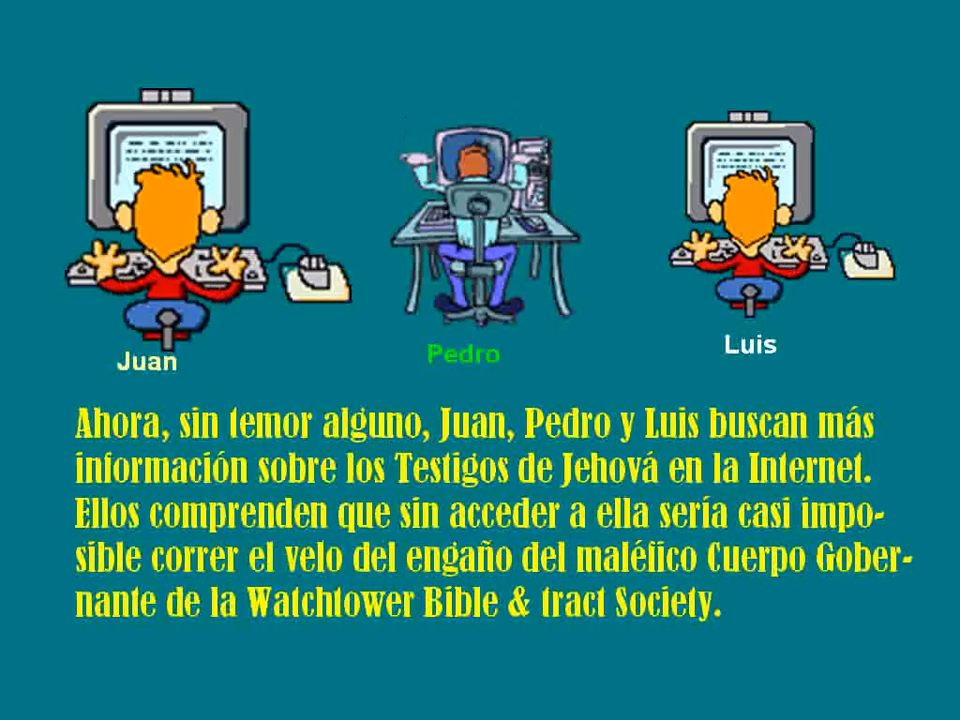 Juan
Pedro
Luis
Ahora, sin temor alguno, Juan, Pedro y Luis buscan más
información sobre los Testigos de Jehová en la Internet.
Ellos comprenden que sin acceder a ella sería casi impo-
sible correr el velo del engaño del maléfico Cuerpo Gober-
nante de la Watchtower Bible & tract Society.